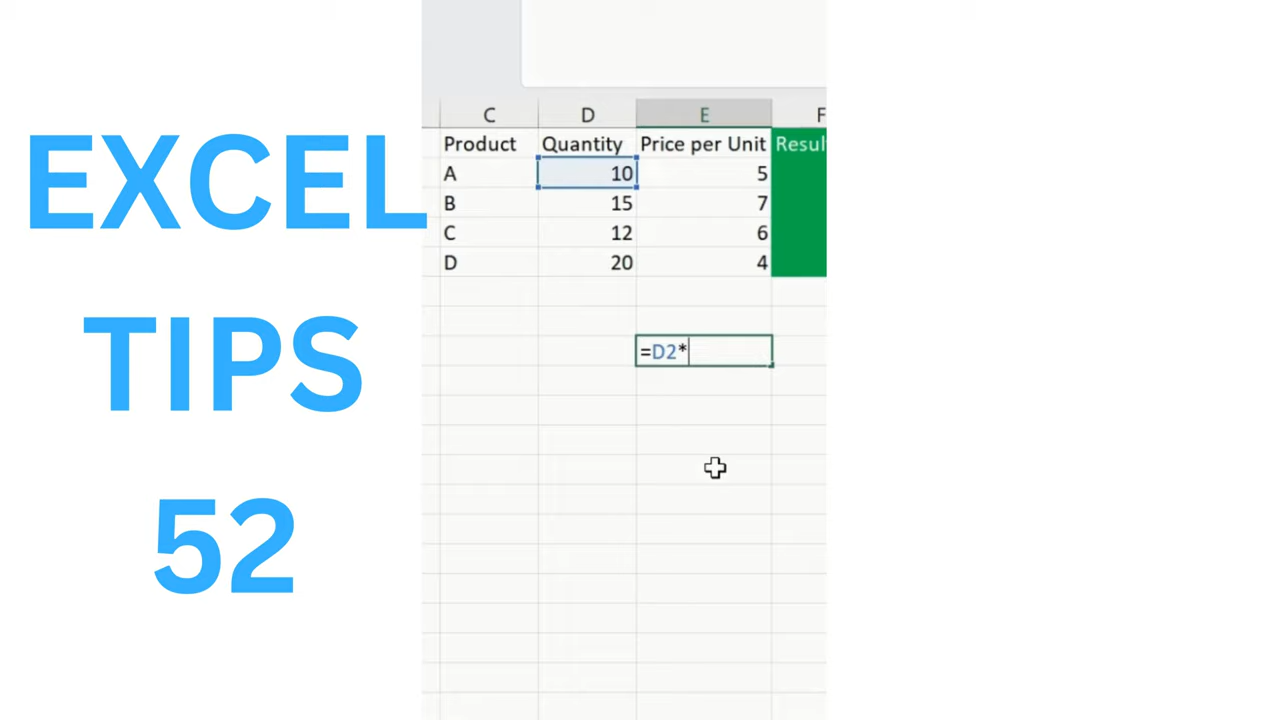 EXCEL
TIPS
52
C D E F
Product Quantity Price per Unit Resul
A 10 5
B 15 7
C 12 6
D 20 4
=D2*